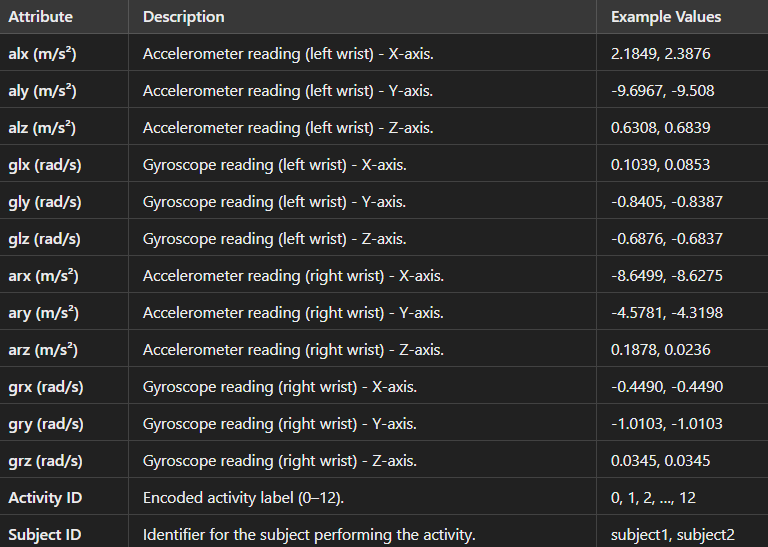 Attribute Description Example Values
alx (m/s²) Accelerometer reading (left wrist) - X-axis. 2.1849, 2.3876
aly (m/s²) Accelerometer reading (left wrist) - Y-axis. -9.6967, -9.508
alz (m/s²) Accelerometer reading (left wrist) - Z-axis. 0.6308, 0.6839
glx (rad/s) Gyroscope reading (left wrist) - X-axis. 0.1039, 0.0853
gly (rad/s) Gyroscope reading (left wrist) - Y-axis. -0.8405, -0.8387
glz (rad/s) Gyroscope reading (left wrist) - Z-axis. -0.6876, -0.6837
arx (m/s²) Accelerometer reading (right wrist) - X-axis. -8.6499, -8.6275
ary (m/s²) Accelerometer reading (right wrist) - Y-axis. -4.5781, -4.3198
arz (m/s²) Accelerometer reading (right wrist) - Z-axis. 0.1878, 0.0236
grx (rad/s) Gyroscope reading (right wrist) - X-axis. -0.4490, -0.4490
gry (rad/s) Gyroscope reading (right wrist) - Y-axis. -1.0103, -1.0103
grz (rad/s) Gyroscope reading (right wrist) - Z-axis. 0.0345, 0.0345
Activity ID Encoded activity label (0–12). 0, 1, 2, ..., 12
Subject ID Identifier for the subject performing the activity. subject1, subject2